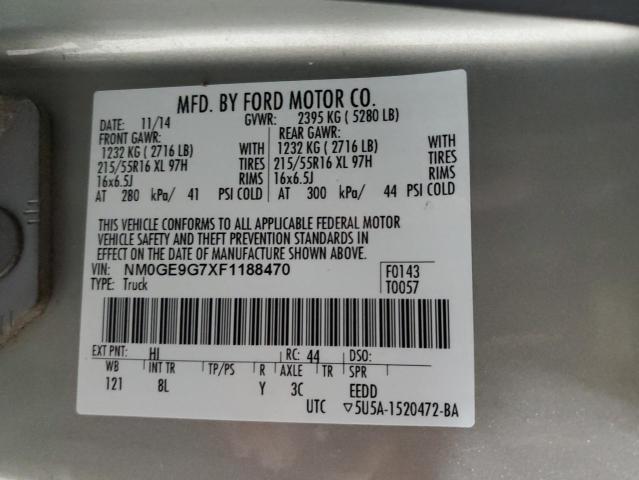 MFD. BY FORD MOTOR CO.
DATE: 11/14 GVWR: 2395 KG ( 5280 LB)
FRONT GAWR: REAR GAWR:
1232 KG ( 2716 LB) WITH 1232 KG ( 2716 LB) WITH
215/55R16 XL 97H TIRES 215/55R16 XL 97H TIRES
16x6.5J RIMS 16x6.5J RIMS
AT 280 kPa/ 41 PSI COLD AT 300 kPa/ 44 PSI COLD
THIS VEHICLE CONFORMS TO ALL APPLICABLE FEDERAL MOTOR
VEHICLE SAFETY AND THEFT PREVENTION STANDARDS IN
EFFECT ON THE DATE OF MANUFACTURE SHOWN ABOVE.
VIN: NM0GE9G7XF1188470 F0143
TYPE: Truck T0057
EXT PNT: HI RC: 44 DSO:
WB INT TR TP/PS R AXLE TR SPR
121 8L Y 3C EEDD
UTC ▽5U5A-1520472-BA